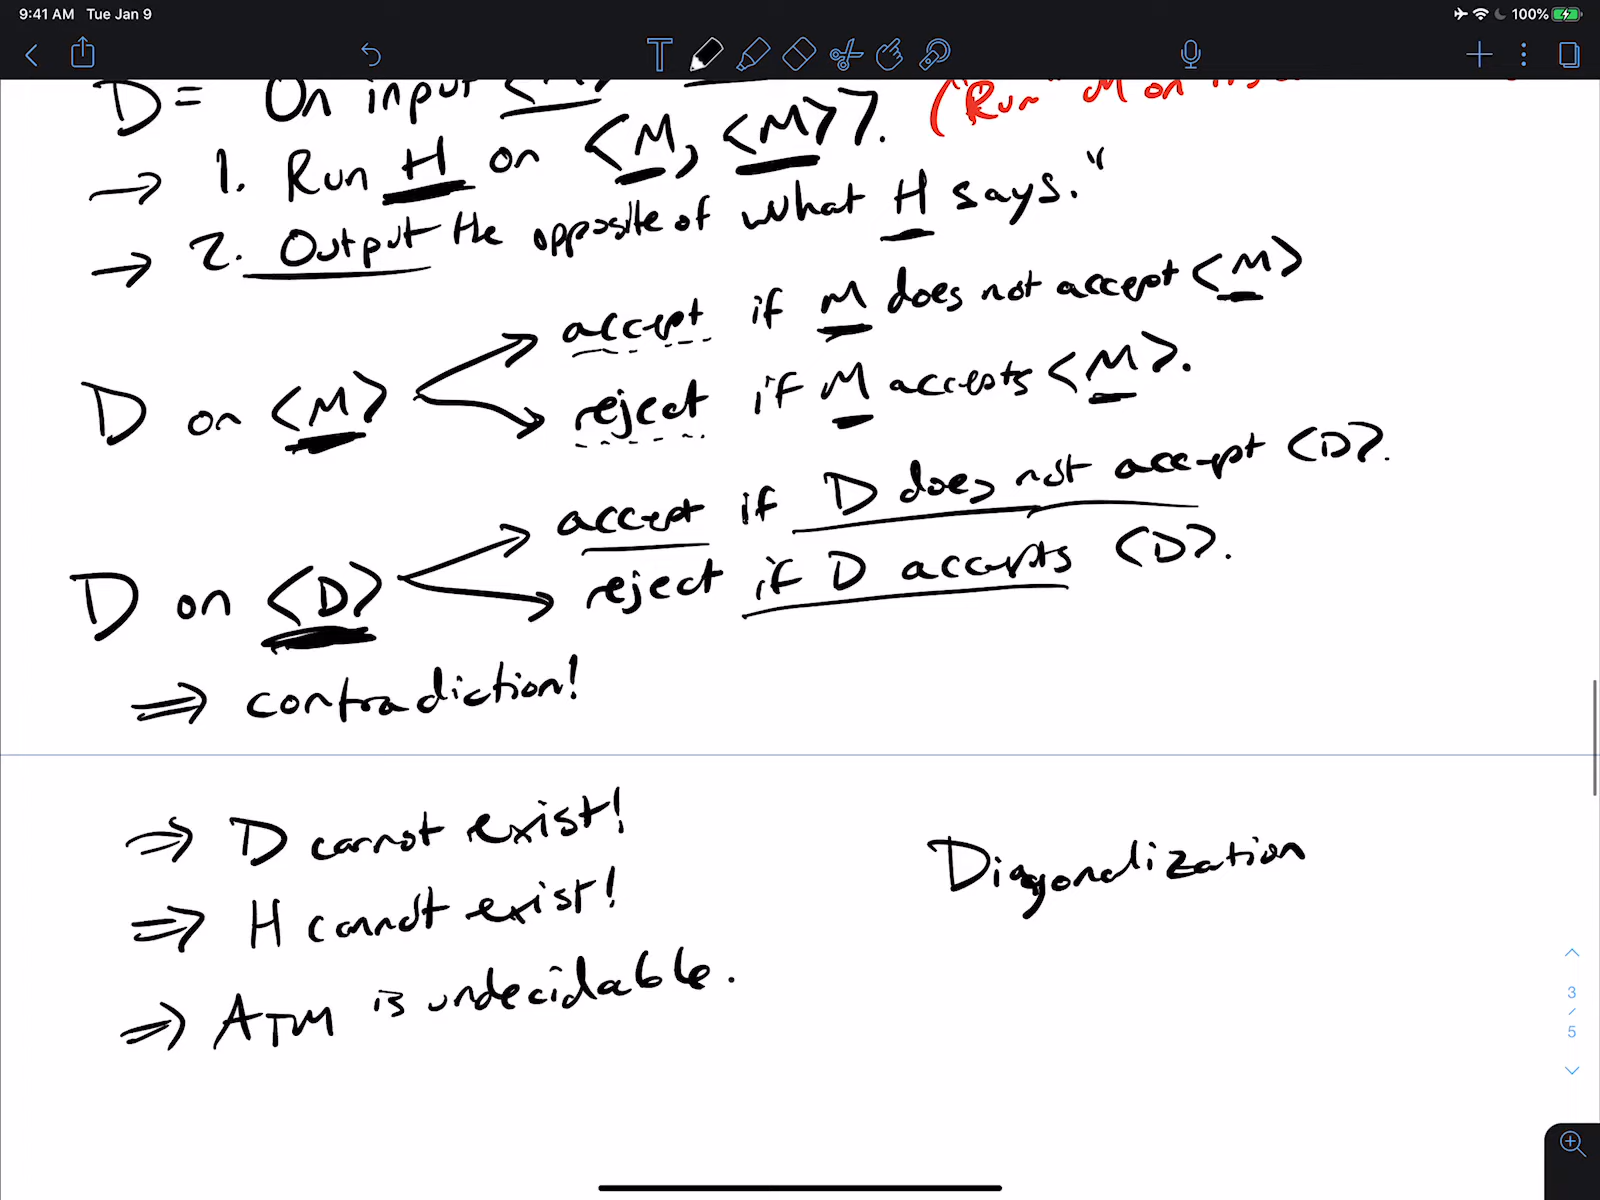 9:41 AM Tue Jan 9
100%
D = On input <M>
("Run" M on
→ 1. Run H on <M, <M>>.
→ 2. Output the opposite of what H says."
accept if M does not accept <M>
D on <M>
reject if M accepts <M>.
accept if D does not accept <D>.
D on <D>
reject if D accepts <D>.
⇒ contradiction!
⇒ D cannot exist!
Diagonalization
⇒ H cannot exist!
⇒ ATM is undecidable.
3
/
5